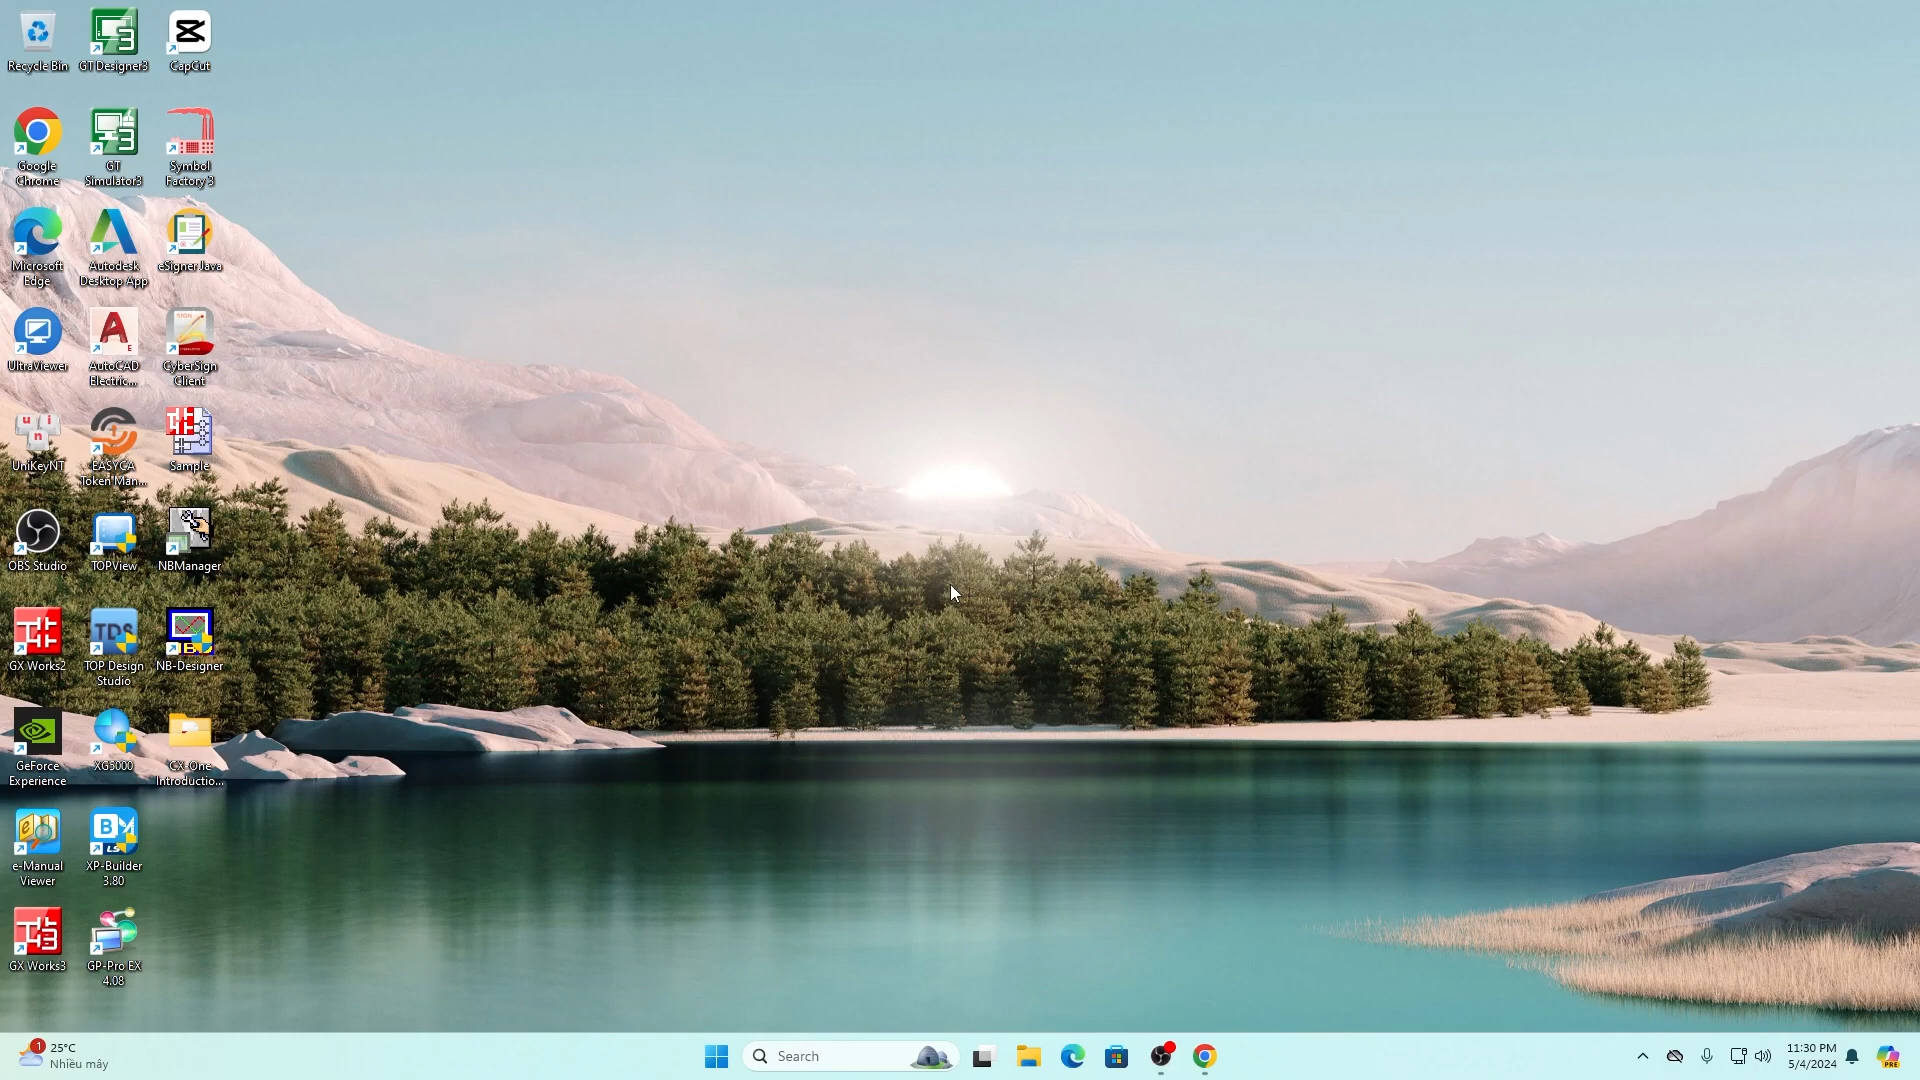 Recycle Bin
GT Designer3
CapCut
Google
Chrome
GT
Simulator3
Symbol
Factory 3
Microsoft
Edge
Autodesk
Desktop App
eSigner Java
UltraViewer
AutoCAD
Electric...
CyberSign
Client
UniKeyNT
EASYCA
Token Man...
Sample
OBS Studio
TOPView
NBManager
GX Works2
TOP Design
Studio
NB-Designer
GeForce
Experience
XG5000
CX-One
Introductio...
e-Manual
Viewer
XP-Builder
3.80
GX Works3
GP-Pro EX
4.08
1
25°C
Nhiều mây
Search
11:30 PM
5/4/2024
PRE